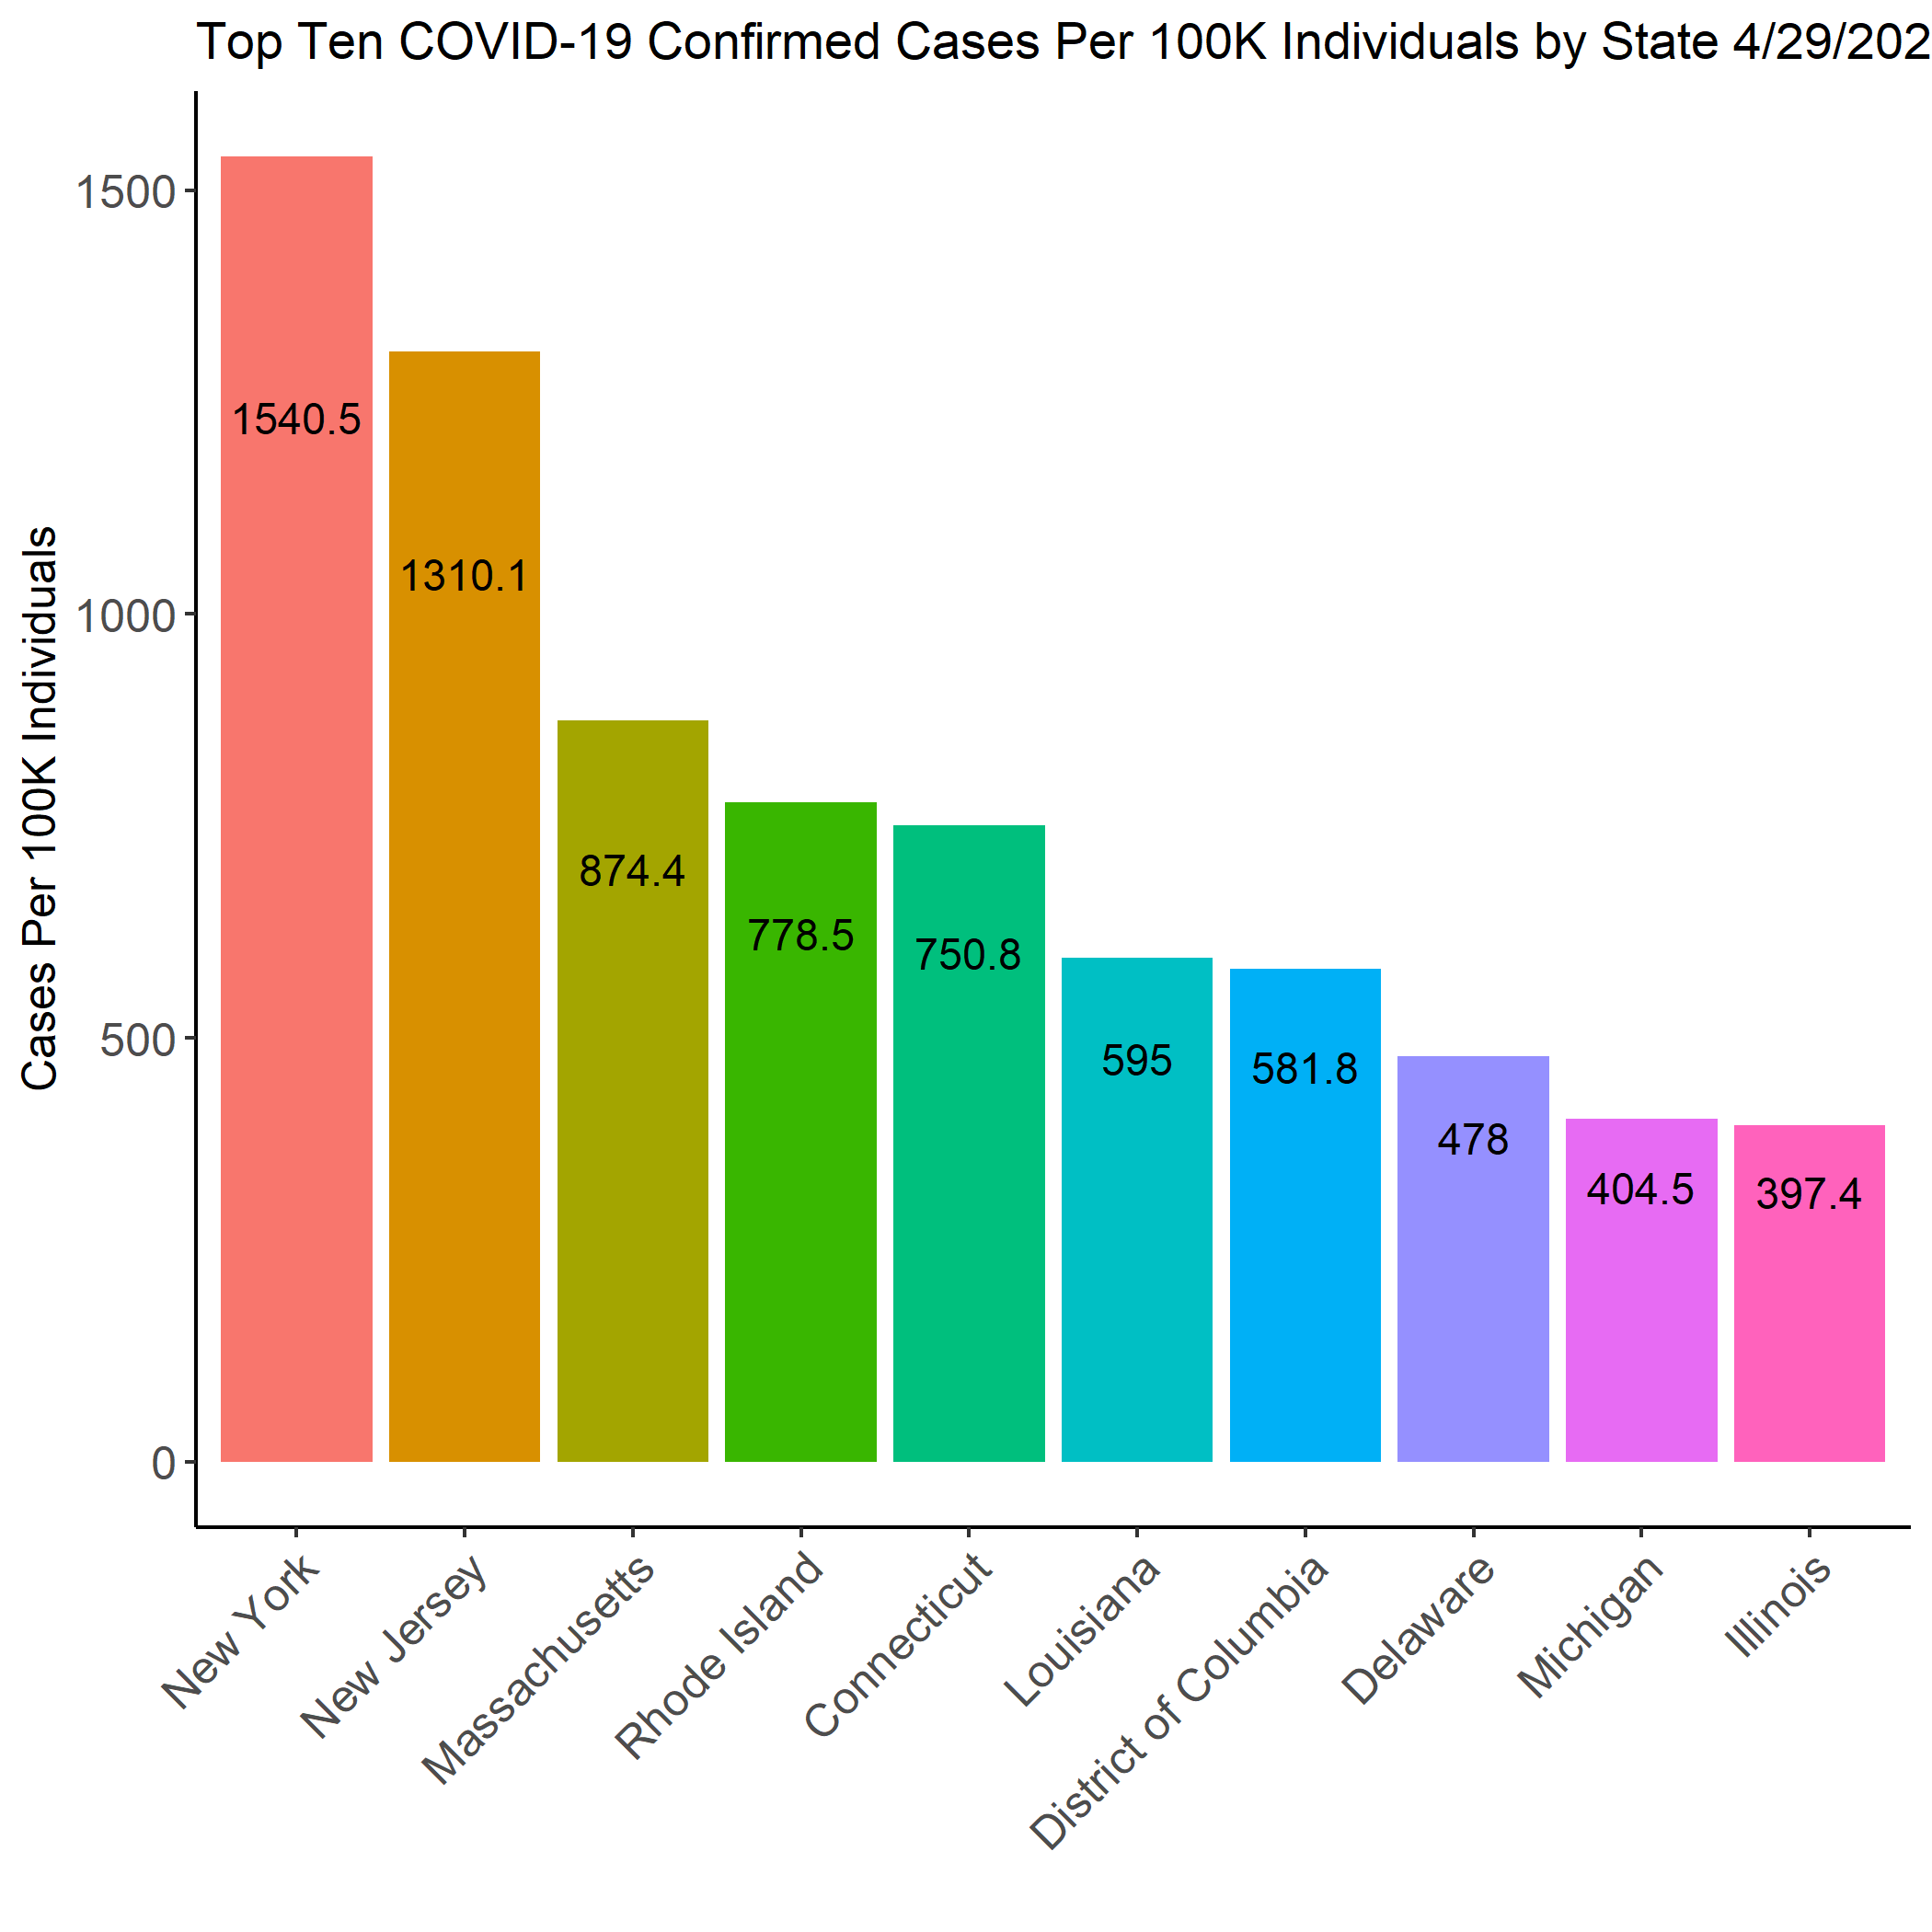 Top Ten COVID-19 Confirmed Cases Per 100K Individuals by State 4/29/202
Cases Per 100K Individuals
1500
1000
500
0
1540.5
1310.1
874.4
778.5
750.8
595
581.8
478
404.5
397.4
New York
New Jersey
Massachusetts
Rhode Island
Connecticut
Louisiana
District of Columbia
Delaware
Michigan
Illinois